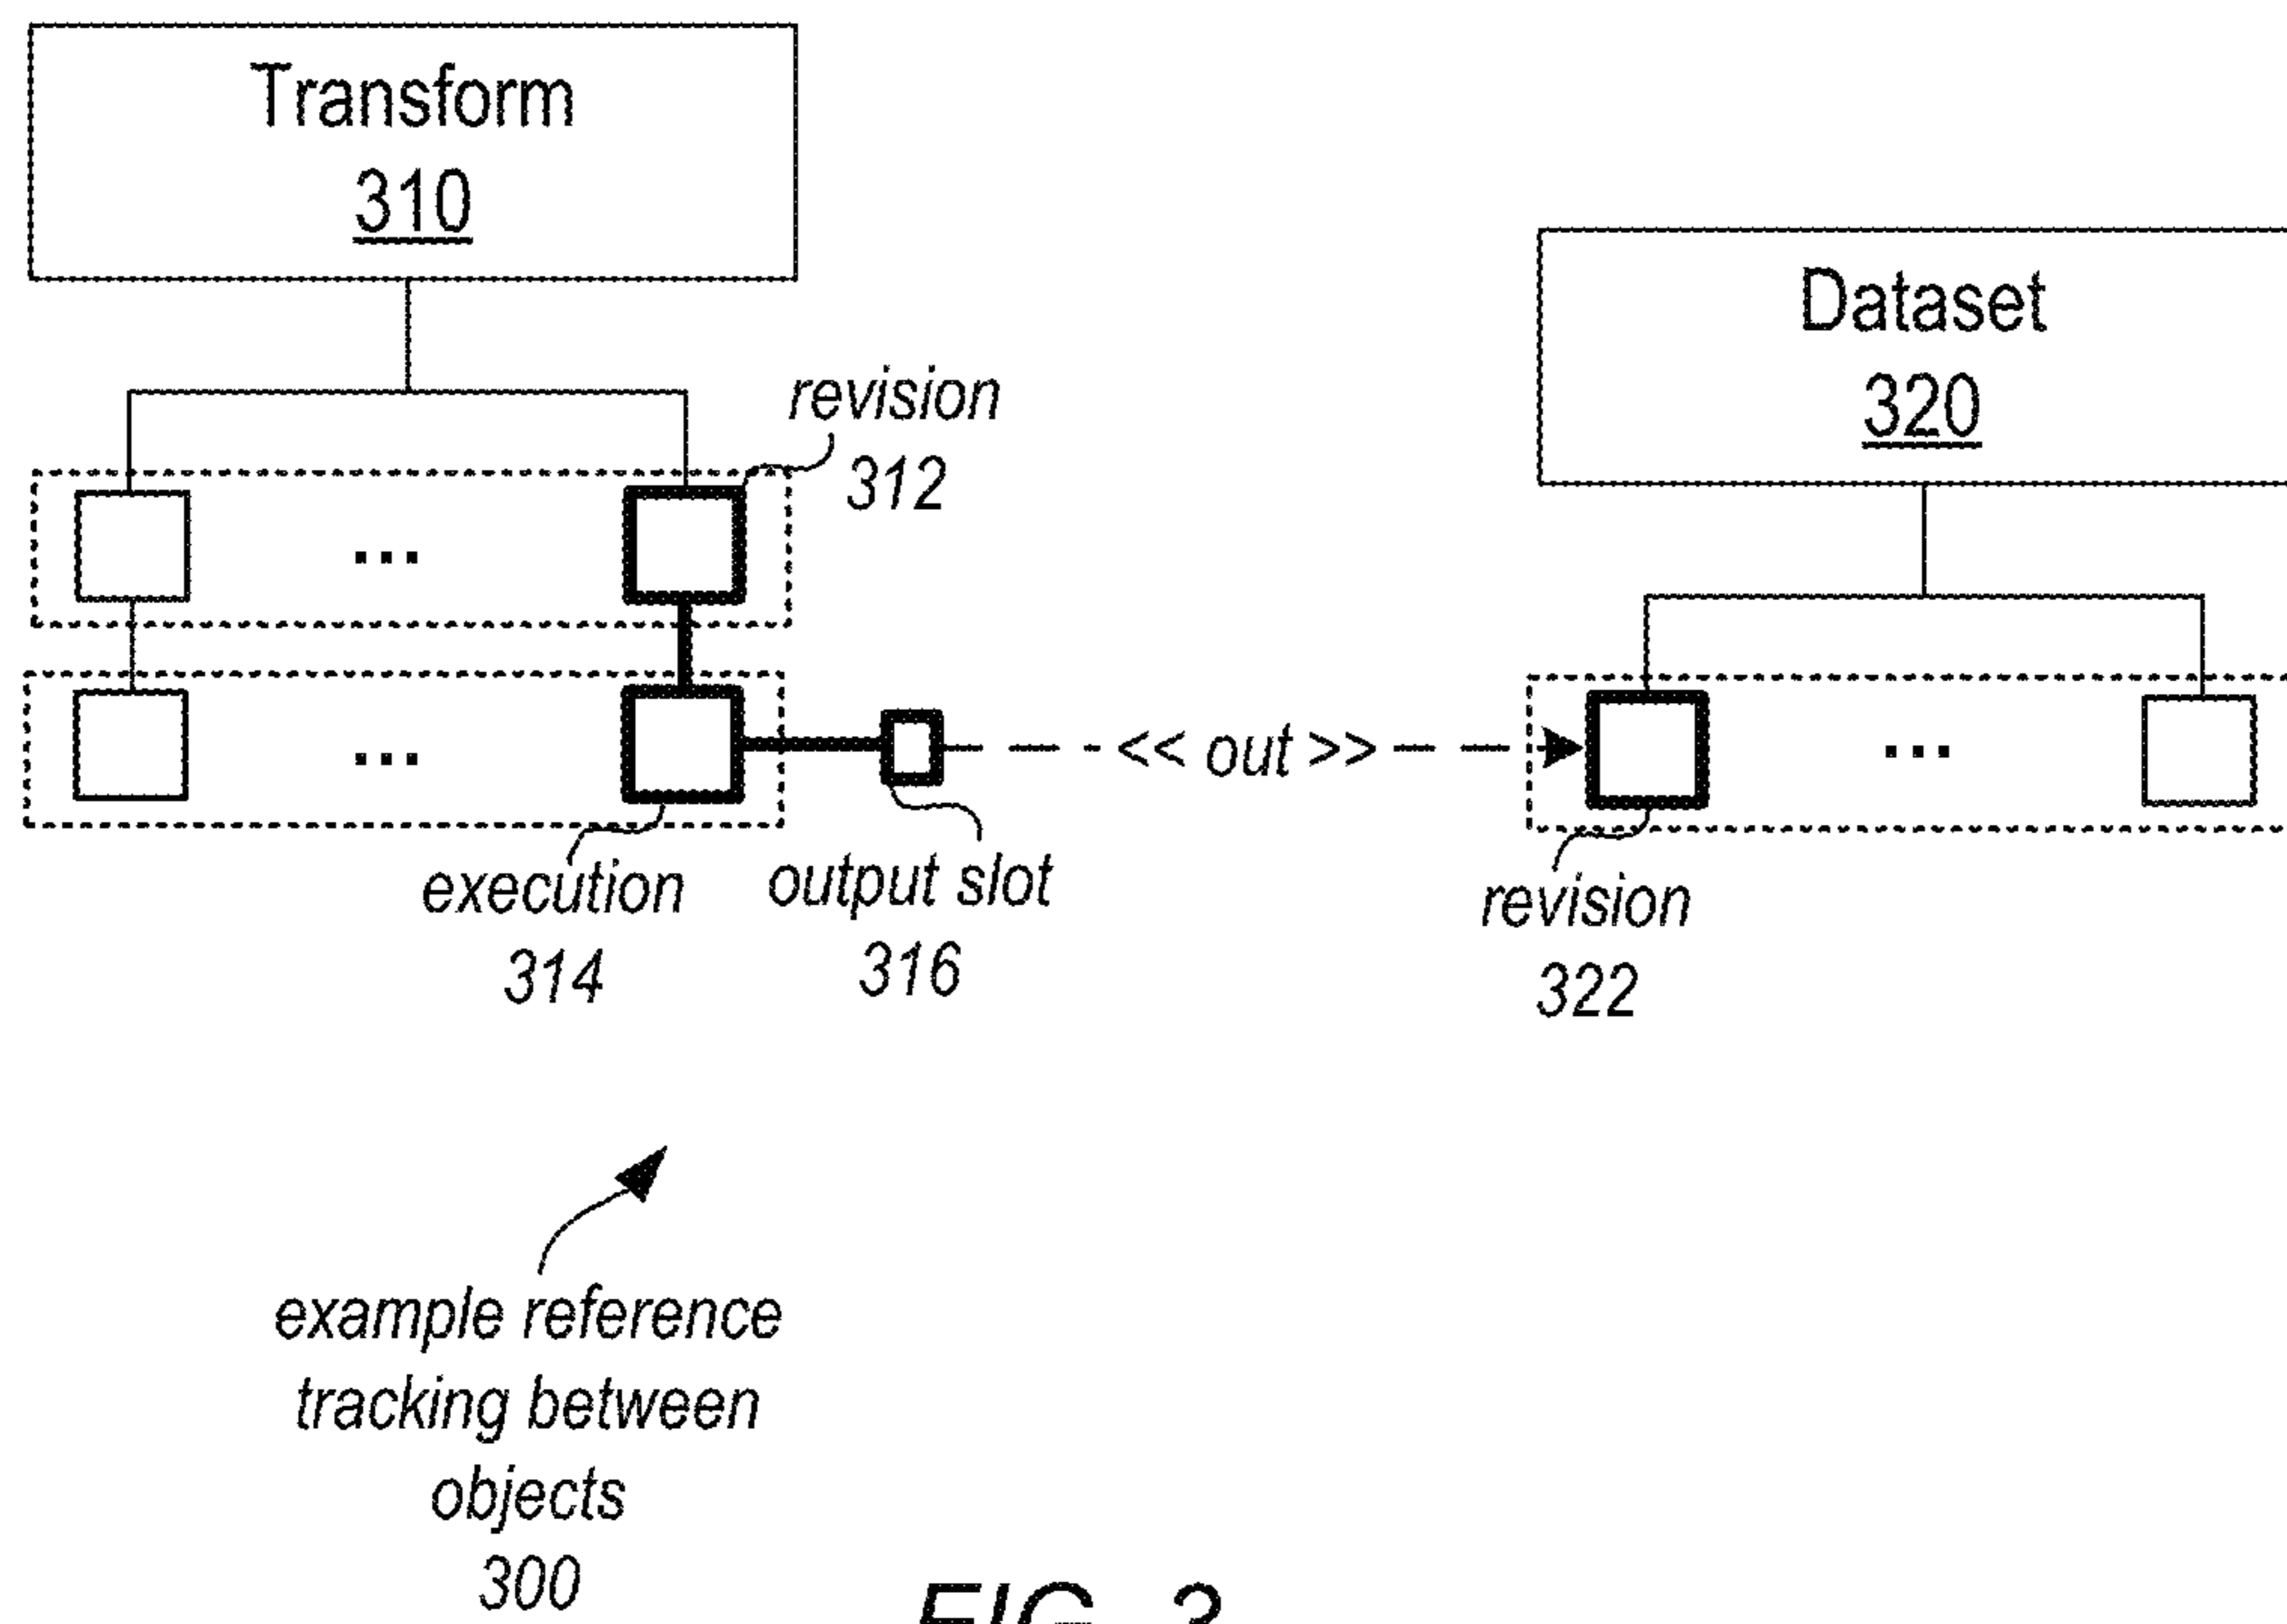 Transform
310
Dataset
320
revision
312
...
...
...
<< out >>
execution
314
output slot
316
revision
322
example reference
tracking between
objects
300
FIG.